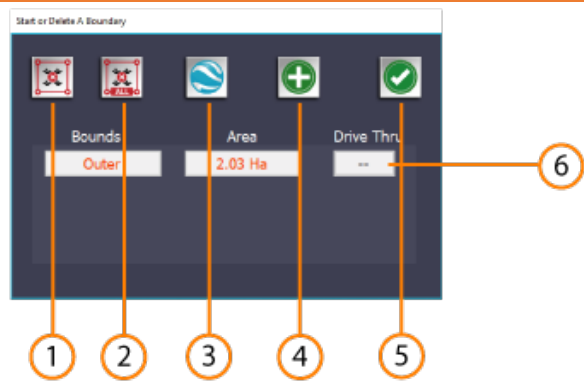 Start or Delete A Boundary
ALL
Bounds Area Drive Thru
Outer 2.03 Ha --
6
1 2 3 4 5